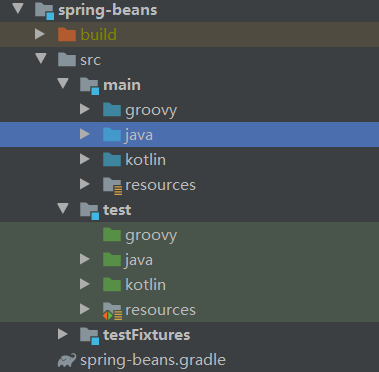 spring-beans
build
src
main
groovy
java
kotlin
resources
test
groovy
java
kotlin
resources
testFixtures
spring-beans.gradle